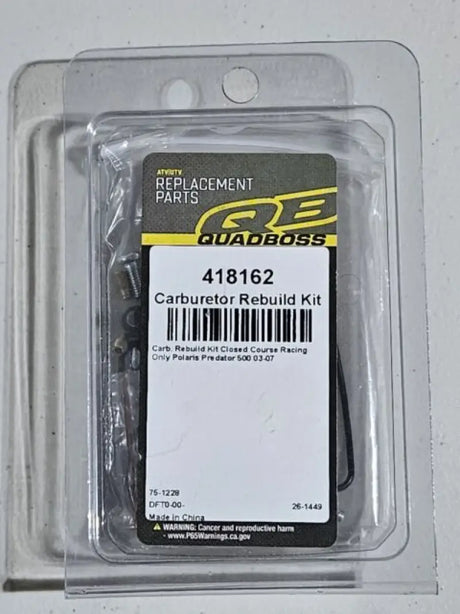 ATV/UTV
REPLACEMENT
PARTS
QB
QUADBOSS
418162
Carburetor Rebuild Kit
Carb. Rebuild Kit Closed Course Racing
Only Polaris Predator 500 03-07
75-1228
DFT0-00-
26-1449
Made in China
WARNING: Cancer and reproductive harm
- www.P65Warnings.ca.gov